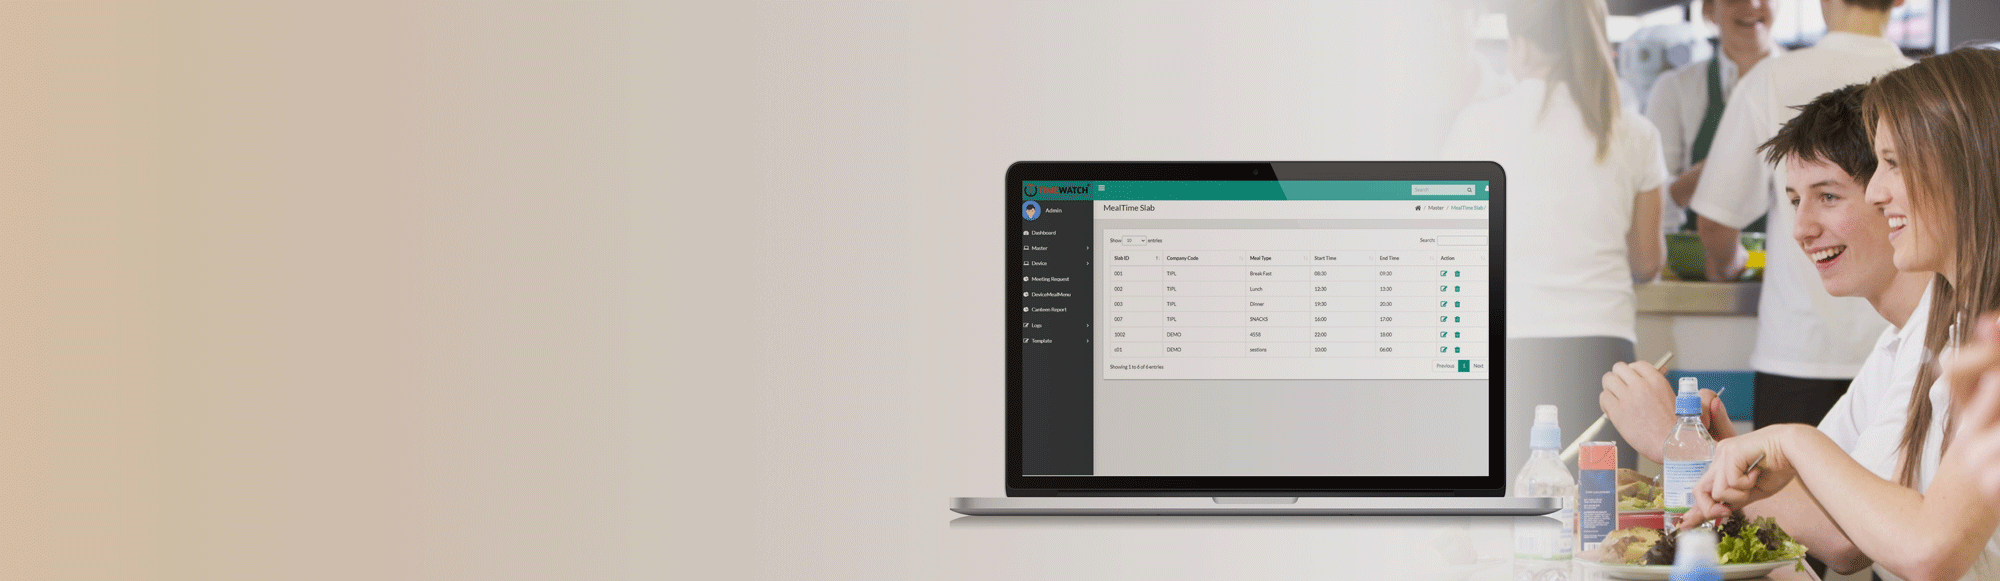 TIMEWATCH
Search
Admin
MealTime Slab
/ Master / MealTime Slab /
Dashboard
Master
Device
Meeting Request
DeviceMealMenu
Canteen Report
Logs
Template
Show 10 entries
Search:
Slab ID Company Code Meal Type Start Time End Time Action
001 TIPL Break Fast 08:30 09:30
002 TIPL Lunch 12:30 13:30
003 TIPL Dinner 19:30 20:30
007 TIPL SNACKS 16:00 17:00
1002 DEMO 4558 22:00 18:00
c01 DEMO sections 10:00 06:00
Showing 1 to 6 of 6 entries
Previous 1 Next